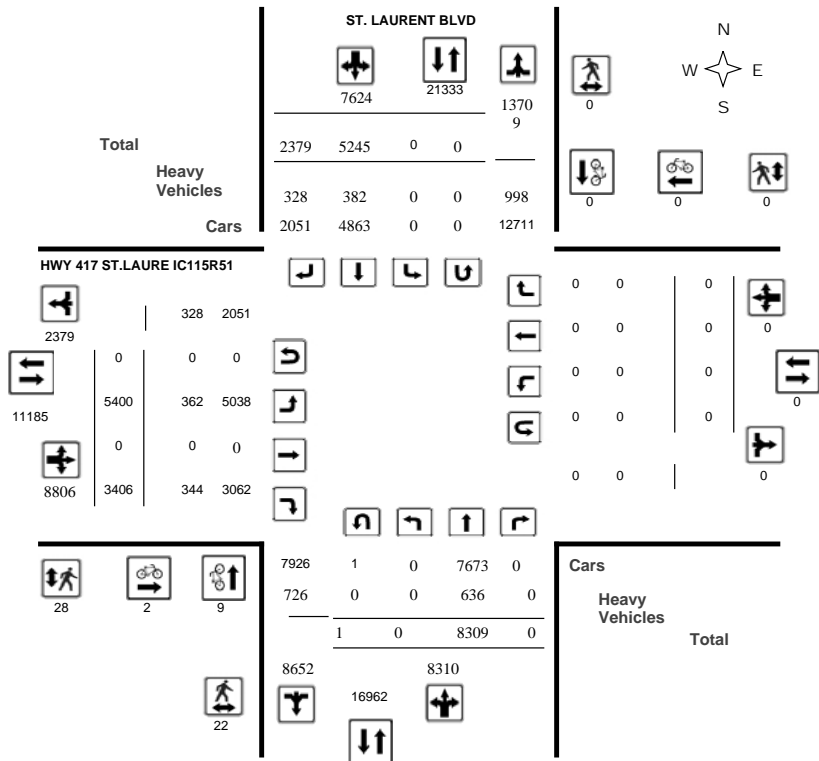 ST. LAURENT BLVD
N
W E
S
7624 21333 1370
9
0
Total 2379 5245 0 0
Heavy
Vehicles 328 382 0 0 998
Cars 2051 4863 0 0 12711
0 0 0
HWY 417 ST.LAURE IC115R51
328 2051
2379
0 0 0
5400 362 5038
11185
0 0 0
3406 344 3062
8806
0 0 0
0 0 0
0
0 0 0
0
0 0 0
0 0
0
28 2 9
22
7926 1 0 7673 0
726 0 0 636 0
1 0 8309 0
8652 16962 8310
Cars
Heavy
Vehicles
Total